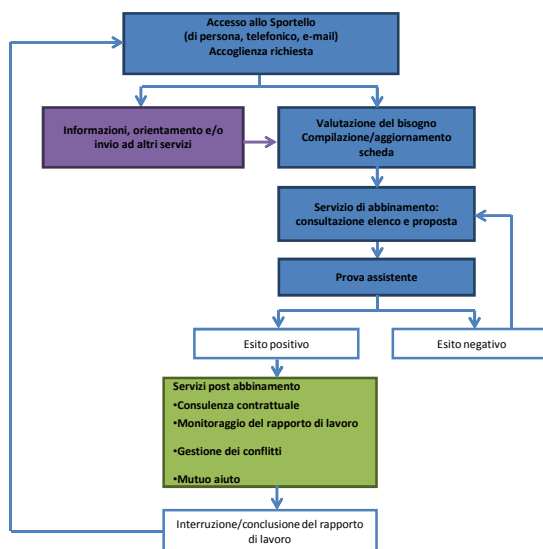 Accesso allo Sportello
(di persona, telefonico, e-mail)
Accoglienza richiesta
Informazioni, orientamento e/o
invio ad altri servizi
Valutazione del bisogno
Compilazione/aggiornamento
scheda
Servizio di abbinamento:
consultazione elenco e proposta
Prova assistente
Esito positivo
Esito negativo
Servizi post abbinamento
•Consulenza contrattuale
•Monitoraggio del rapporto di lavoro
•Gestione dei conflitti
•Mutuo aiuto
Interruzione/conclusione del rapporto
di lavoro